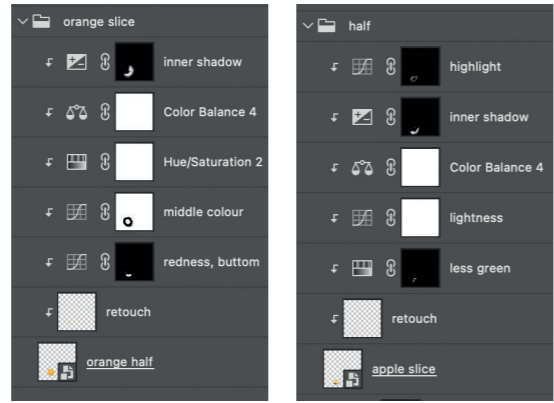 orange slice
inner shadow
Color Balance 4
Hue/Saturation 2
middle colour
redness, buttom
retouch
orange half
half
highlight
inner shadow
Color Balance 4
lightness
less green
retouch
apple slice